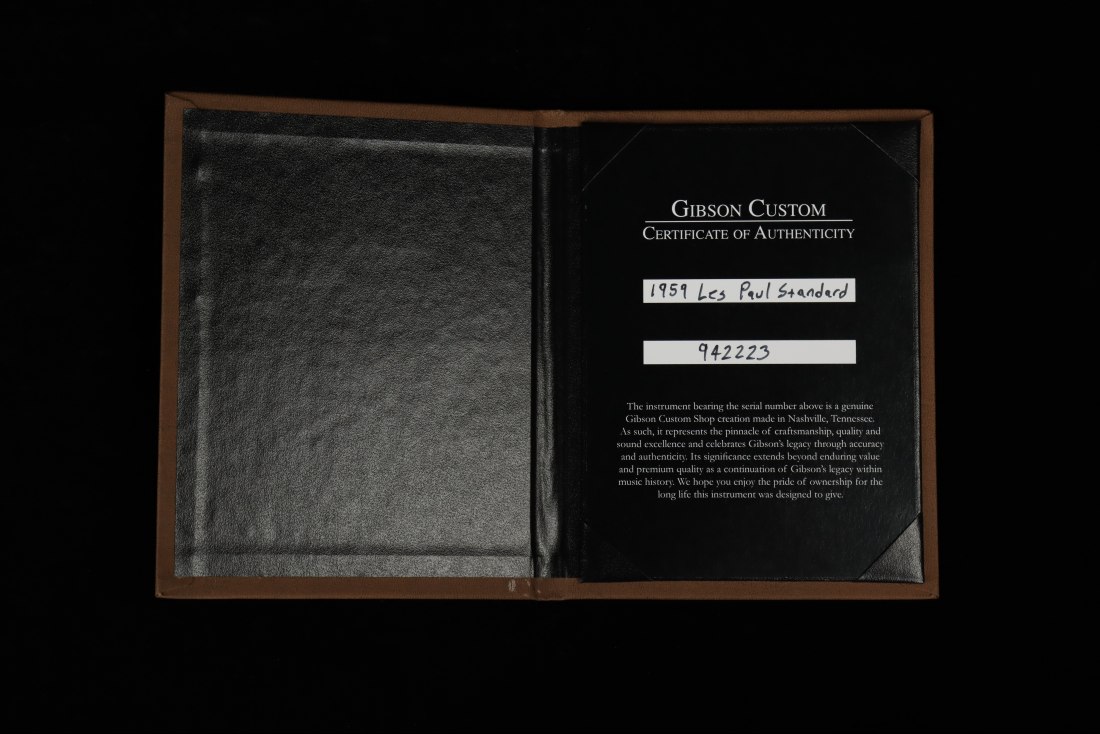 GIBSON CUSTOM
CERTIFICATE OF AUTHENTICITY
1959 Les Paul Standard
942223
The instrument bearing the serial number above is a genuine
Gibson Custom Shop creation made in Nashville, Tennessee.
As such, it represents the pinnacle of craftsmanship, quality and
sound excellence and celebrates Gibson's legacy through accuracy
and authenticity. Its significance extends beyond enduring value
and premium quality as a continuation of Gibson's legacy within
music history. We hope you enjoy the pride of ownership for the
long life this instrument was designed to give.